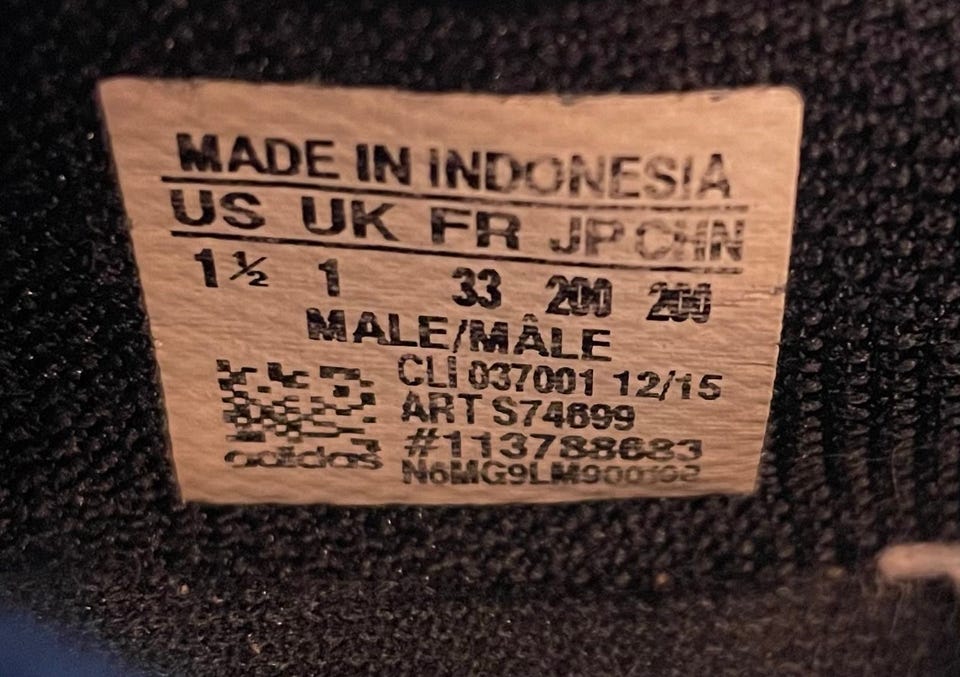 MADE IN INDONESIA
US UK FR JP CHN
1½ 1 33 200 200
MALE/MÂLE
CLI 037001 12/15
ART S74699
#113788683
adidas